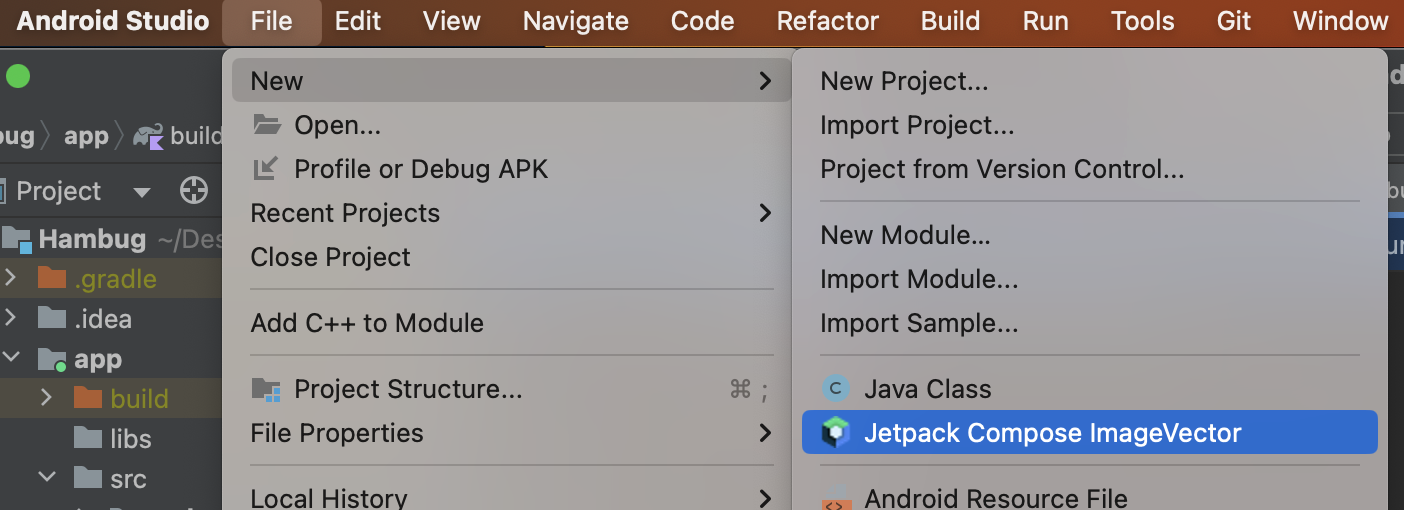 Android Studio File Edit View Navigate Code Refactor Build Run Tools Git Window
New
Open...
Profile or Debug APK
Recent Projects
Close Project
Add C++ to Module
Project Structure... ⌘ ;
File Properties
Local History
New Project...
Import Project...
Project from Version Control...
New Module...
Import Module...
Import Sample...
C Java Class
Jetpack Compose ImageVector
<> Android Resource File
app build
Project
Hambug ~/Des
.gradle
.idea
app
build
libs
src